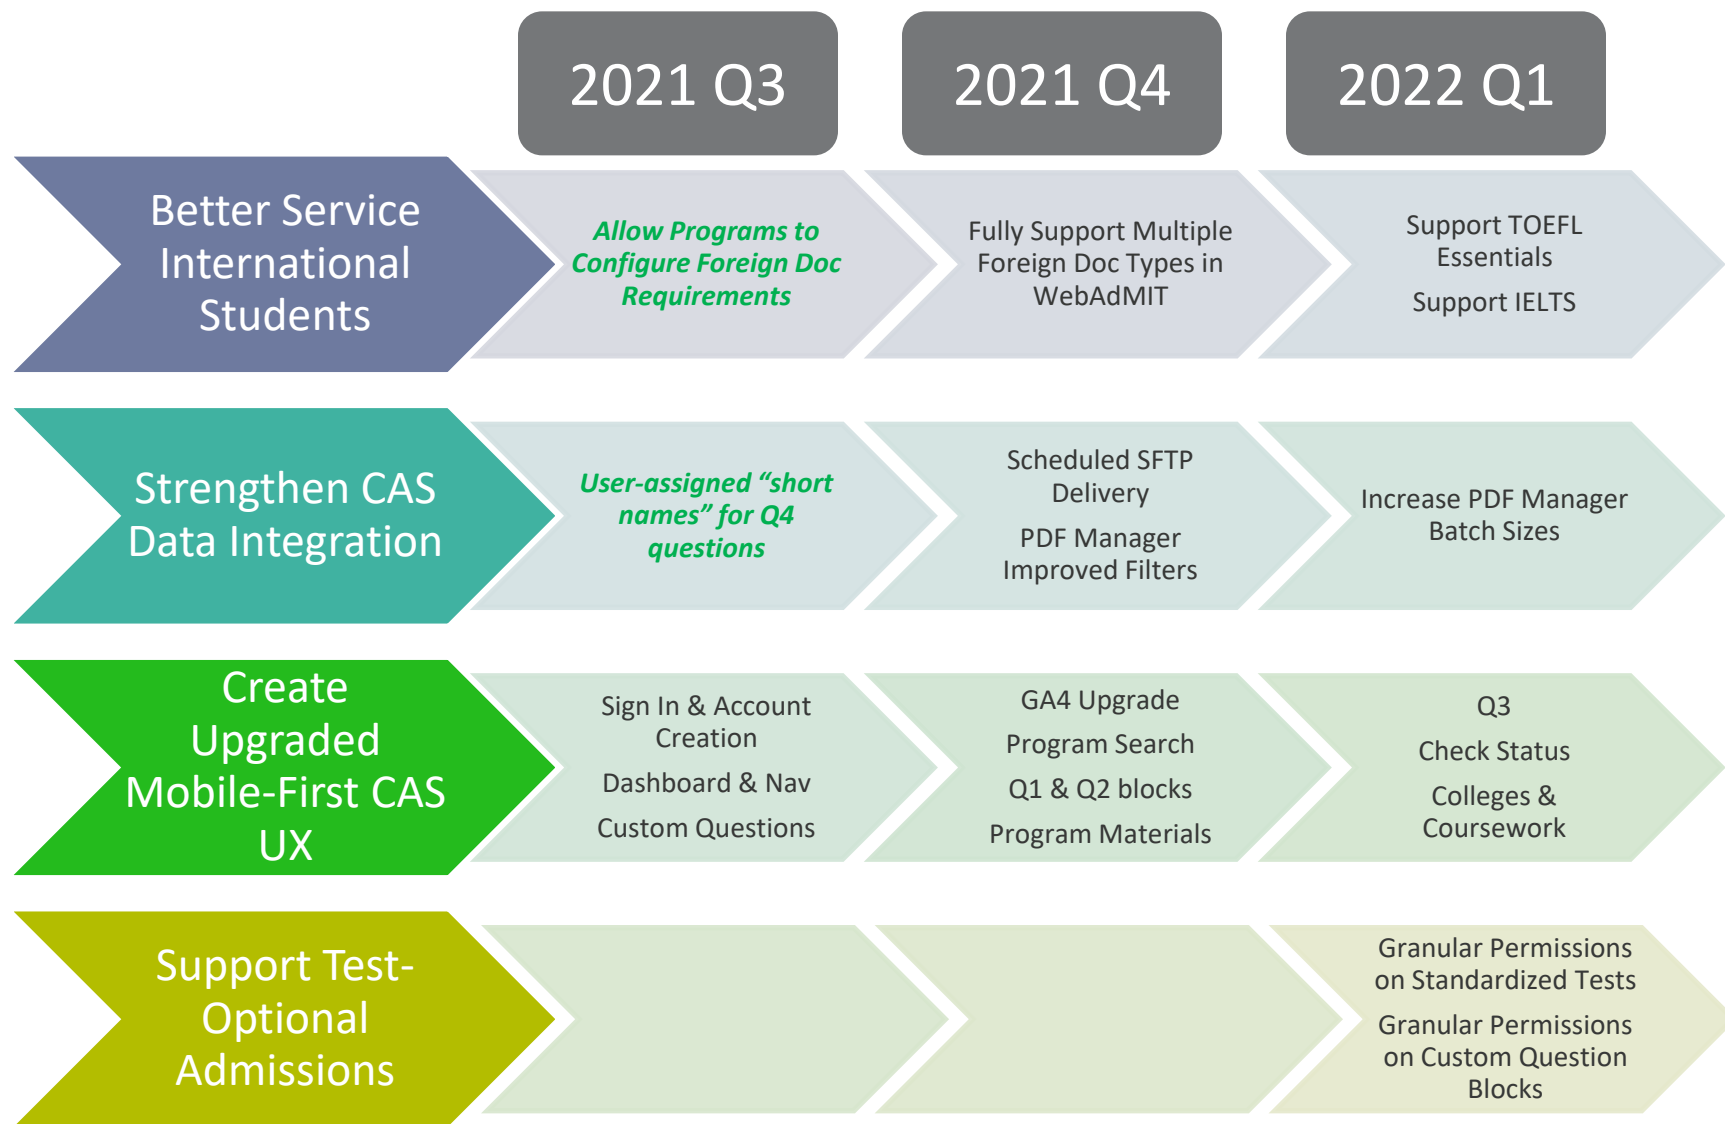 2021 Q3
2021 Q4
2022 Q1
Better Service
International
Students
Allow Programs to
Configure Foreign Doc
Requirements
Fully Support Multiple
Foreign Doc Types in
WebAdMIT
Support TOEFL
Essentials
Support IELTS
Strengthen CAS
Data Integration
User-assigned “short
names” for Q4
questions
Scheduled SFTP
Delivery
PDF Manager
Improved Filters
Increase PDF Manager
Batch Sizes
Create
Upgraded
Mobile-First CAS
UX
Sign In & Account
Creation
Dashboard & Nav
Custom Questions
GA4 Upgrade
Program Search
Q1 & Q2 blocks
Program Materials
Q3
Check Status
Colleges &
Coursework
Support Test-
Optional
Admissions
Granular Permissions
on Standardized Tests
Granular Permissions
on Custom Question
Blocks